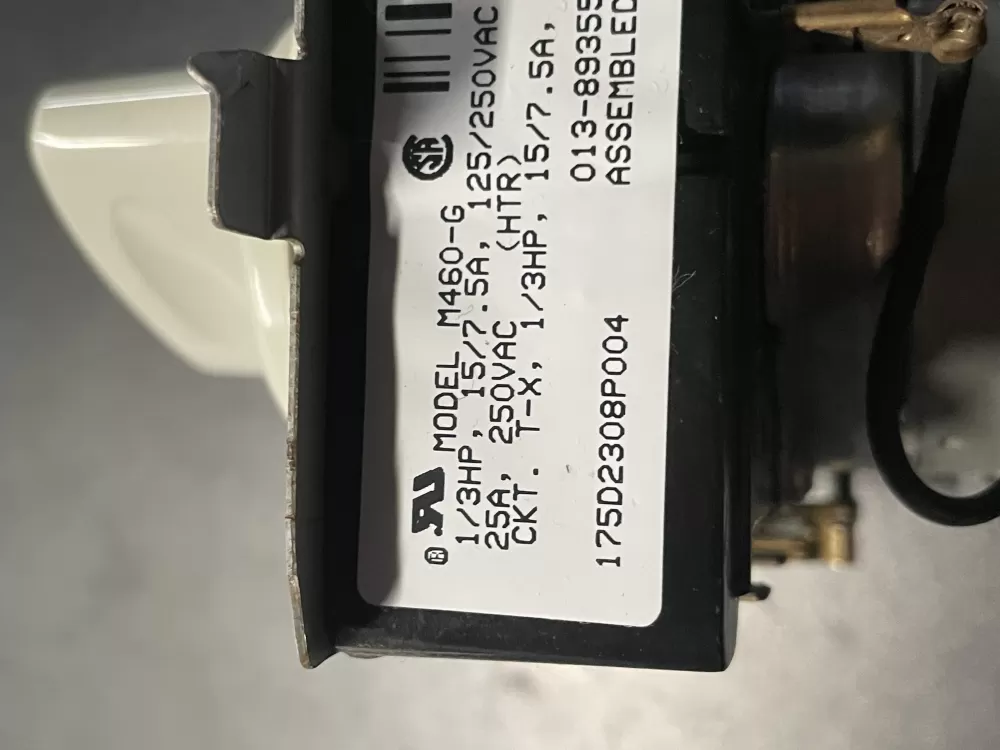 MODEL M460-G
1/3HP, 15/7.5A, 125/250VAC
25A, 250VAC (HTR)
CKT. T-X, 1/3HP, 15/7.5A,
013-8935
175D2308P004 ASSEMBLED